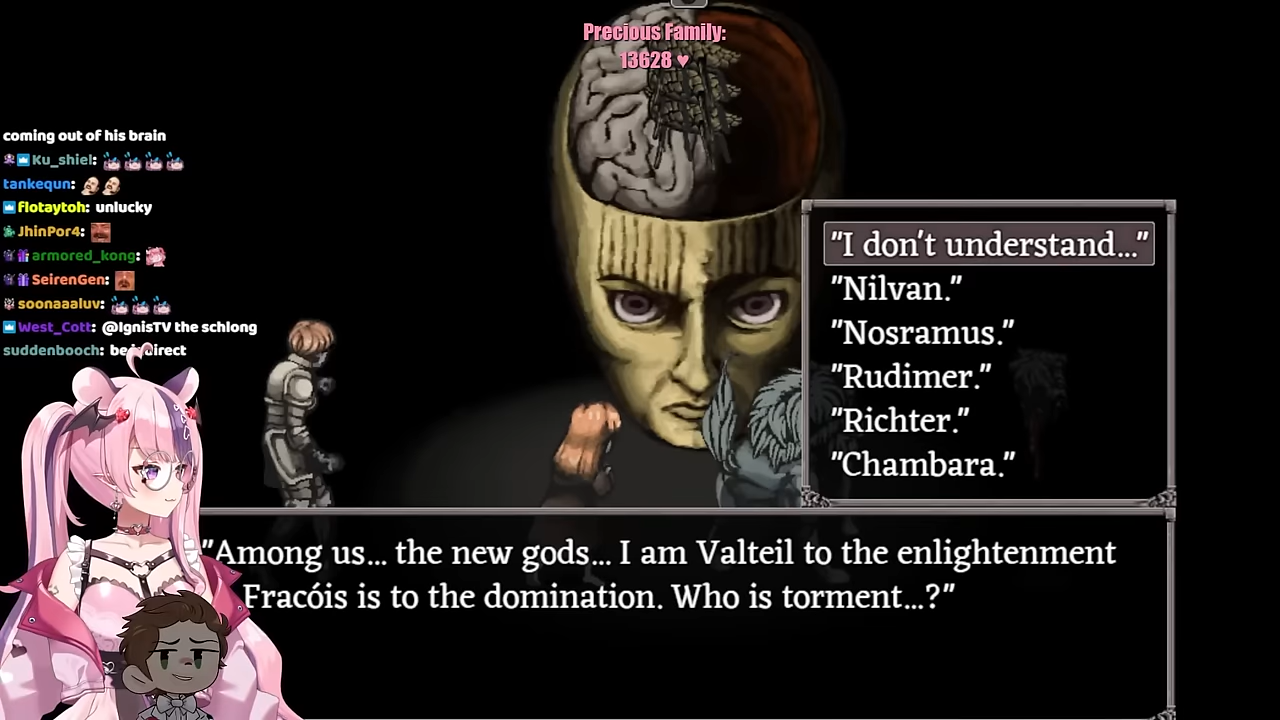 Precious Family:
13628 ♥
coming out of his brain
Ku_shiel:
tankequn:
flotaytoh: unlucky
JhinPor4:
armored_kong:
SeirenGen:
soonaaaluv:
West_Cott: @IgnisTV the schlong
suddenbooch: direct
"I don't understand..."
"Nilvan."
"Nosramus."
"Rudimer."
"Richter."
"Chambara."
"Among us... the new gods... I am Valteil to the enlightenment
Fracóis is to the domination. Who is torment...?"